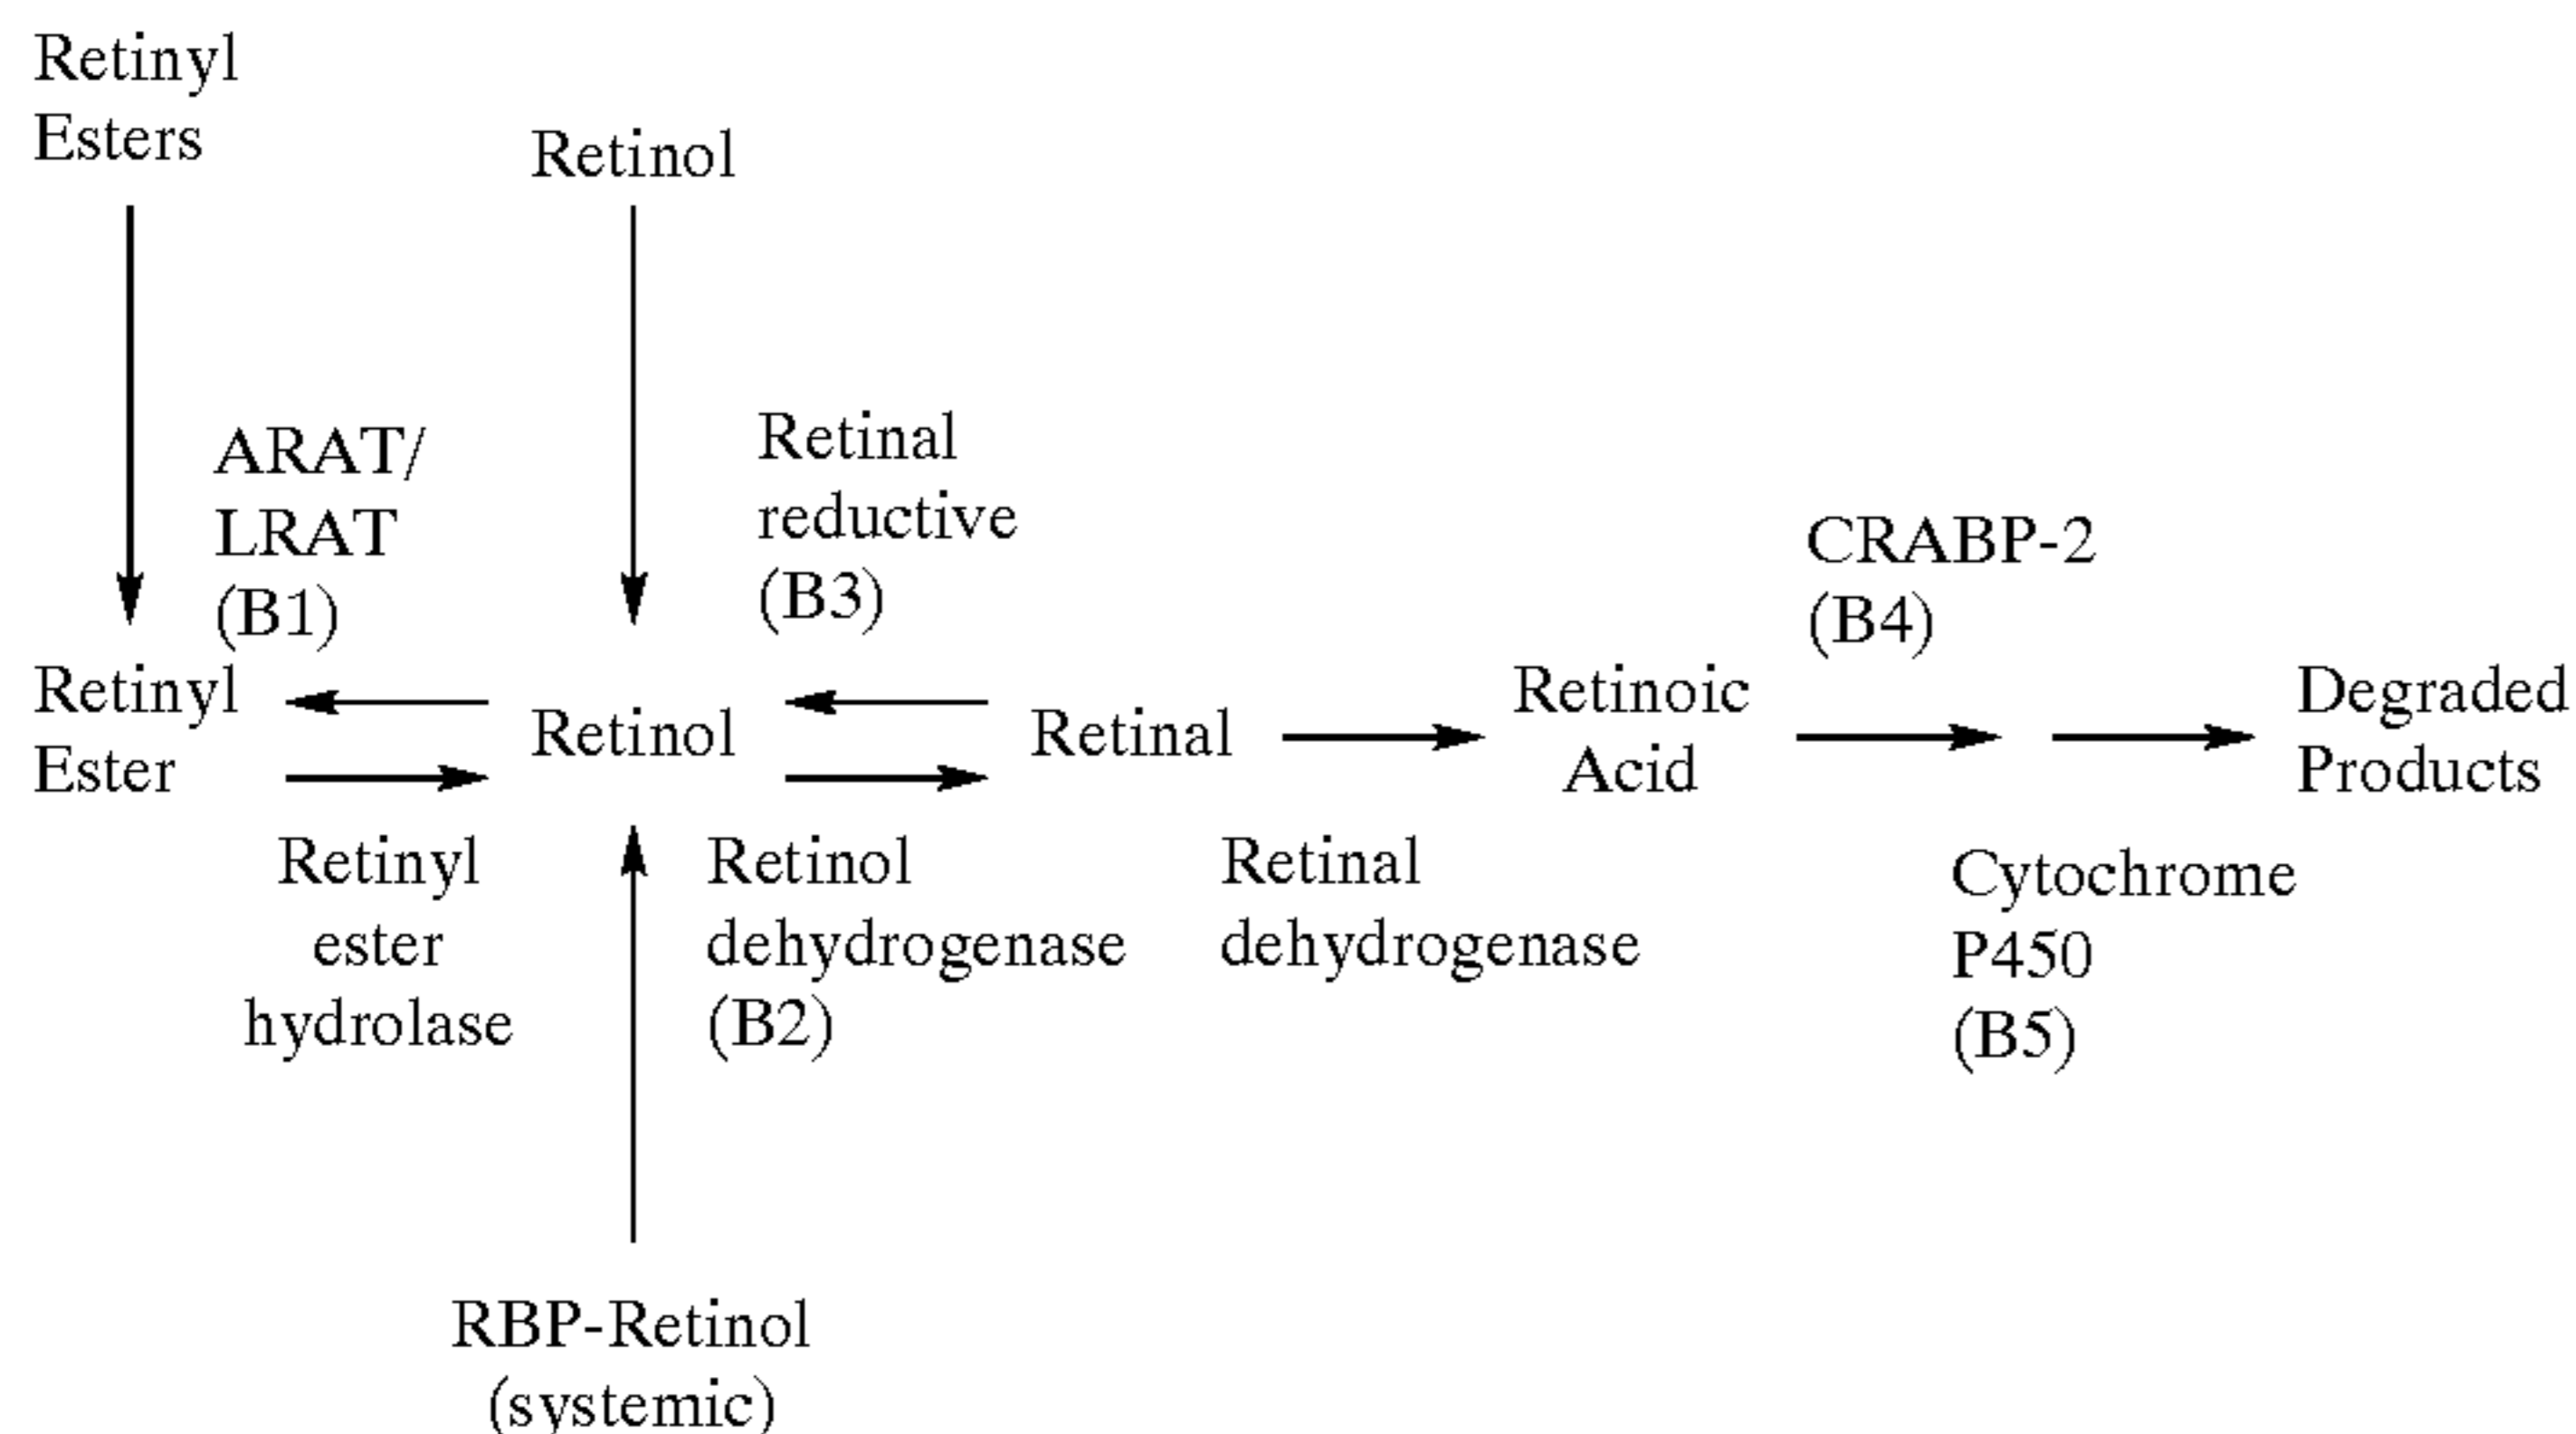 Retinyl
Esters
Retinol
ARAT/
LRAT
(B1)
Retinal
reductive
(B3)
CRABP-2
(B4)
Retinyl
Ester
Retinol
Retinal
Retinoic
Acid
Degraded
Products
Retinyl
ester
hydrolase
Retinol
dehydrogenase
(B2)
Retinal
dehydrogenase
Cytochrome
P450
(B5)
RBP-Retinol
(systemic)